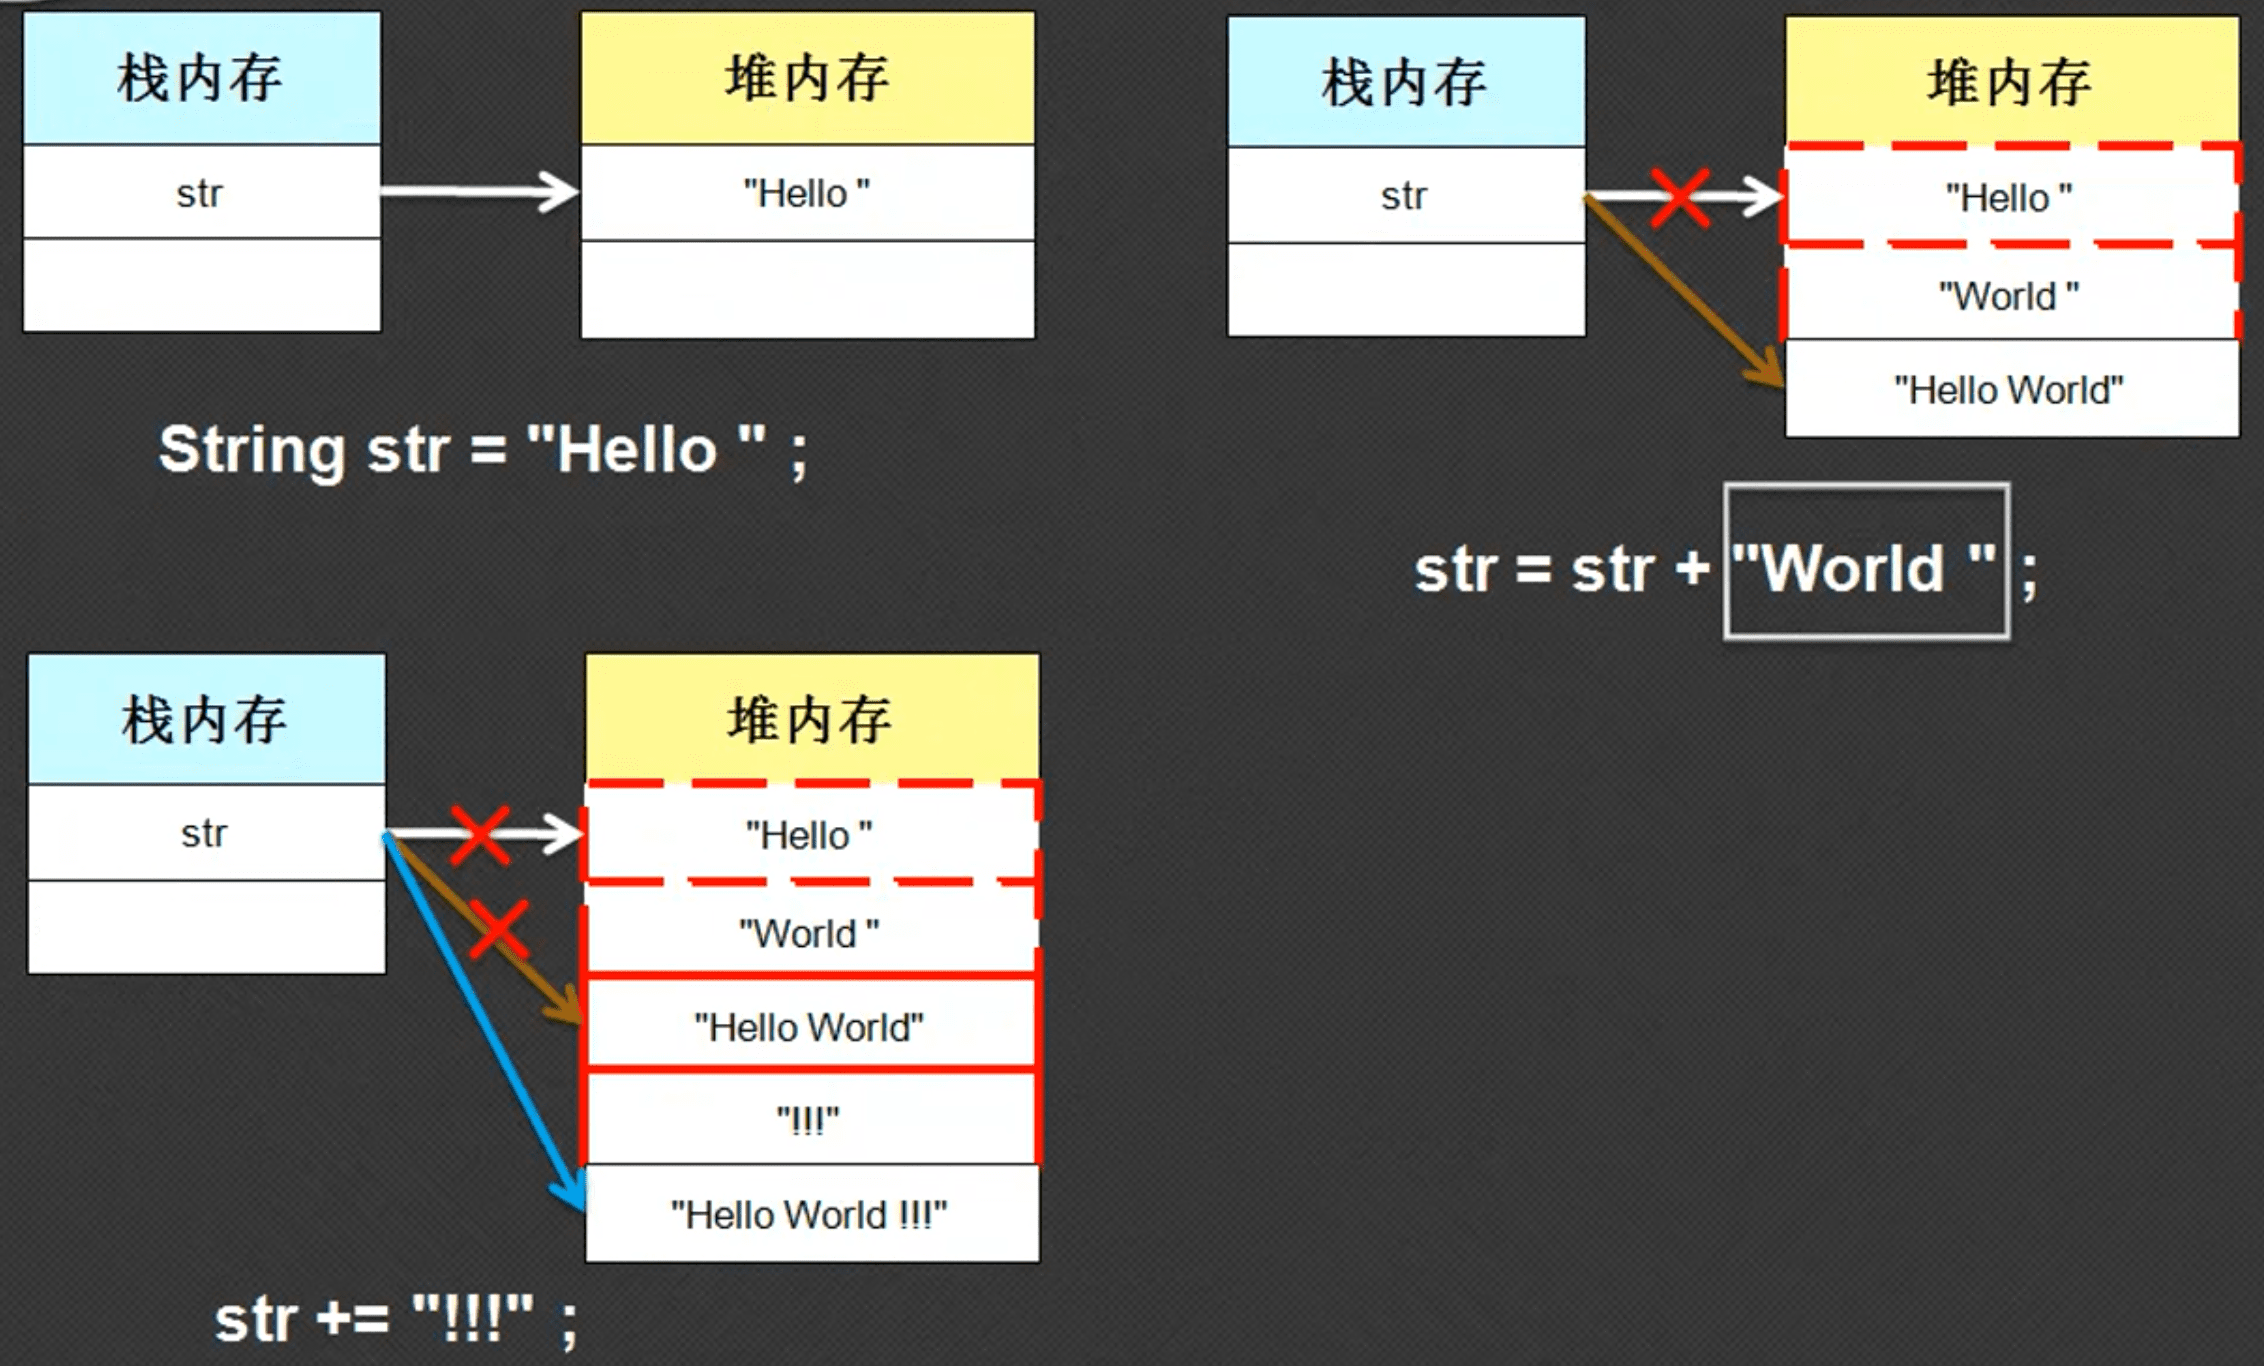 栈内存
堆内存
str
"Hello "
String str = "Hello " ;
栈内存
堆内存
str
"Hello "
"World "
"Hello World"
str = str + "World " ;
栈内存
堆内存
str
"Hello "
"World "
"Hello World"
"!!!"
"Hello World !!!"
str += "!!!" ;